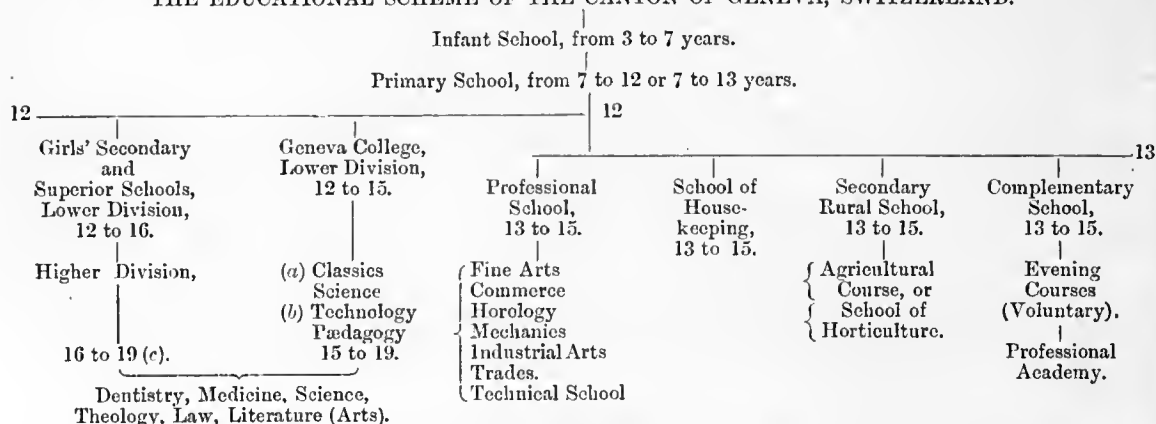 THE EDUCATIONAL SCHEME OF THE CANTON OF GENEVA, SWITZERLAND.
Infant School, from 3 to 7 years.
Primary School, from 7 to 12 or 7 to 13 years.
12
12
Girls' Secondary
and
Superior Schools,
Lower Division,
12 to 16.
Higher Division,
16 to 19 (c).
Geneva College,
Lower Division,
12 to 15.
(a) Classics
Science
(b) Technology
Pædagogy
15 to 19.
Dentistry, Medicine, Science,
Theology, Law, Literature (Arts).
13
Professional
School,
13 to 15.
Fine Arts
Commerce
Horology
Mechanics
Industrial Arts
Trades.
Technical School
School of
House-
keeping,
13 to 15.
Secondary
Rural School,
13 to 15.
Agricultural
Course, or
School of
Horticulture.
Complementary
School,
13 to 15.
Evening
Courses
(Voluntary).
Professional
Academy.